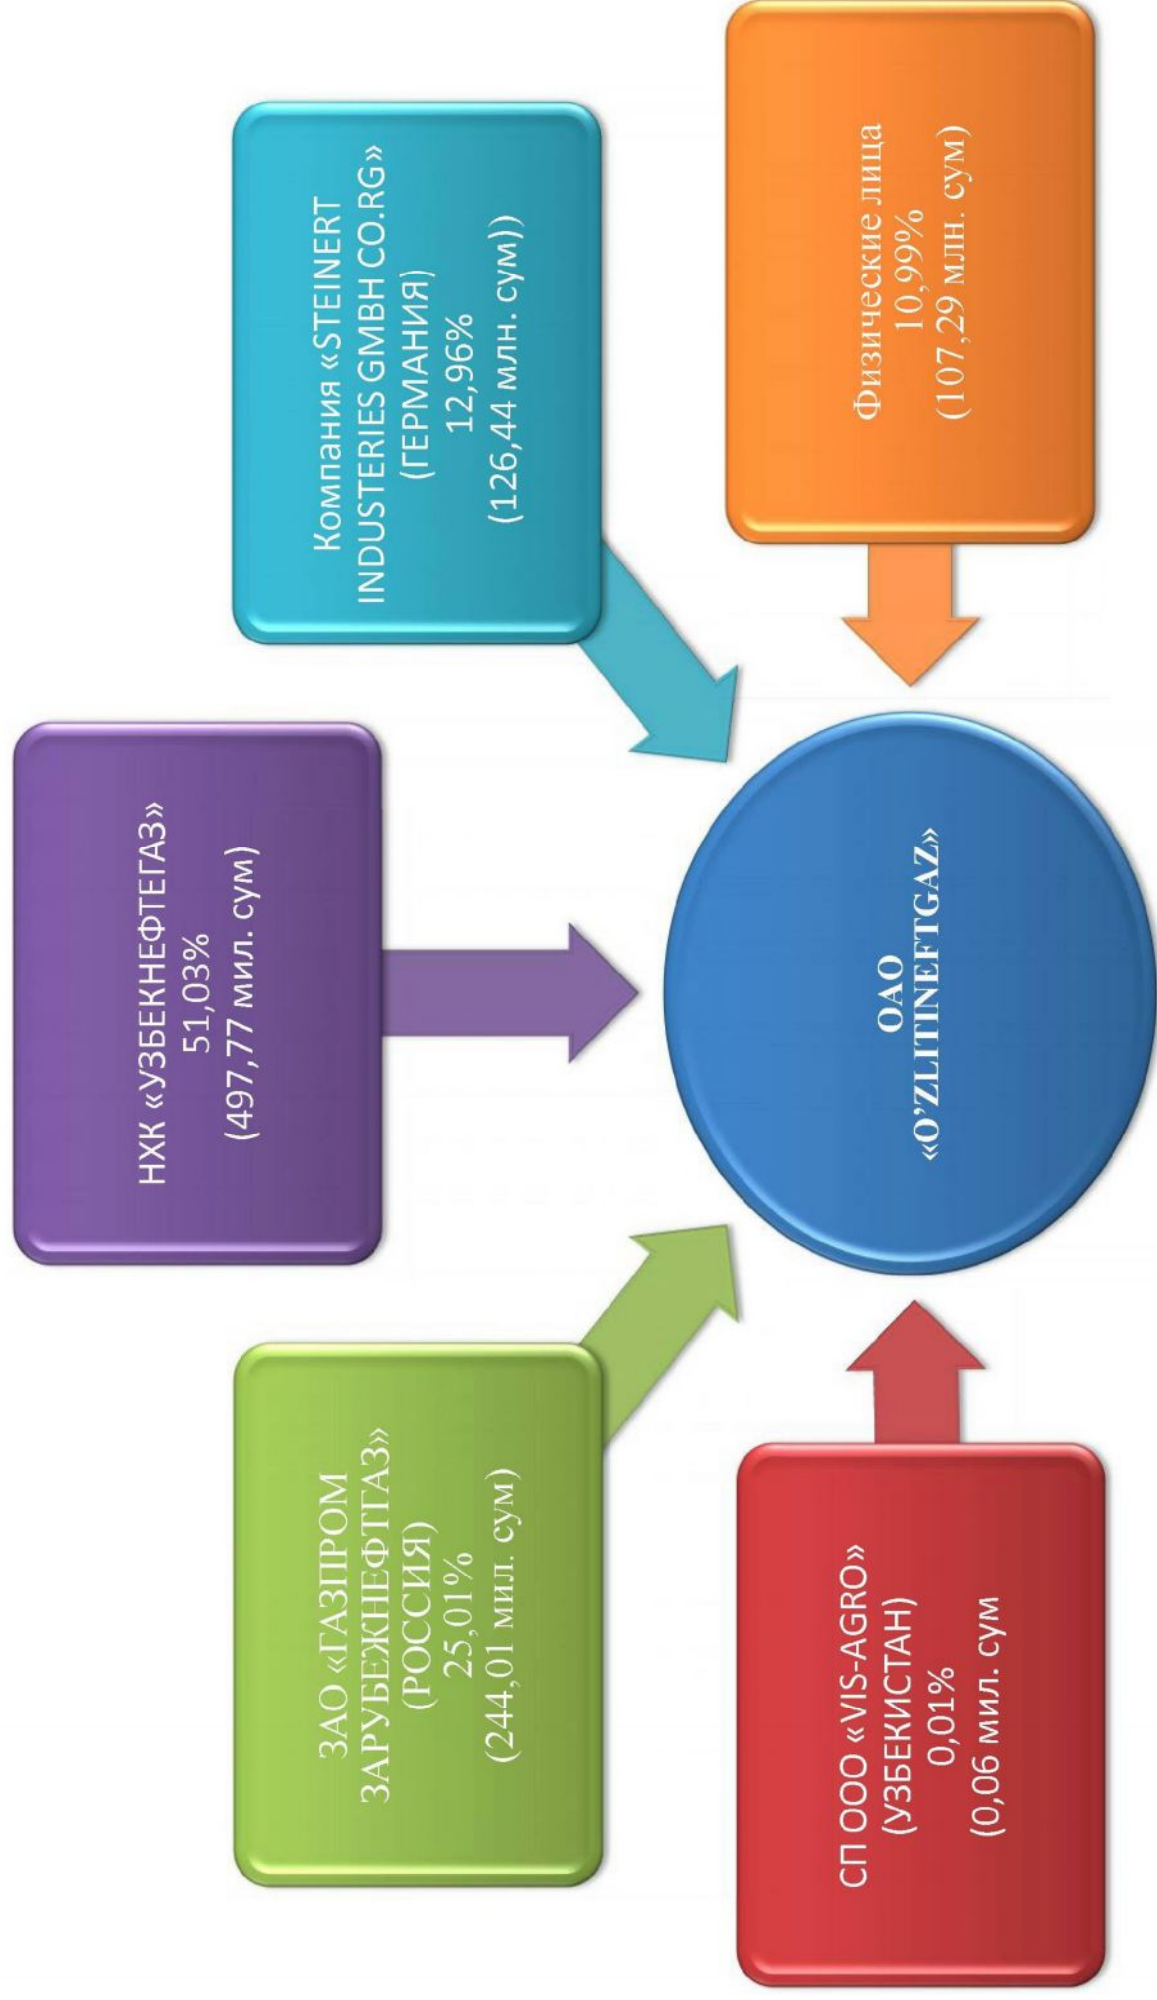 НХК «УЗБЕКНЕФТЕГАЗ»
51,03%
(497,77 мил. сум)
ЗАО «ГАЗПРОМ
ЗАРУБЕЖНЕФТГАЗ»
(РОССИЯ)
25,01%
(244,01 мил. сум)
Компания «STEINERT
INDUSTERIES GMBH CO.RG»
(ГЕРМАНИЯ)
12,96%
(126,44 млн. сум))
СП ООО «VIS-AGRO»
(УЗБЕКИСТАН)
0,01%
(0,06 мил. сум
ОАО
«O’ZLITINEFTGAZ»
Физические лица
10,99%
(107,29 млн. сум)